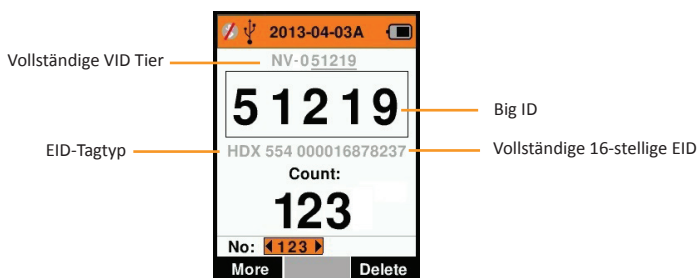 2013-04-03A
Vollständige VID Tier
NV-051219
51219
Big ID
EID-Tagtyp
HDX 554 000016878237
Vollständige 16-stellige EID
Count:
123
No: 123
More Delete